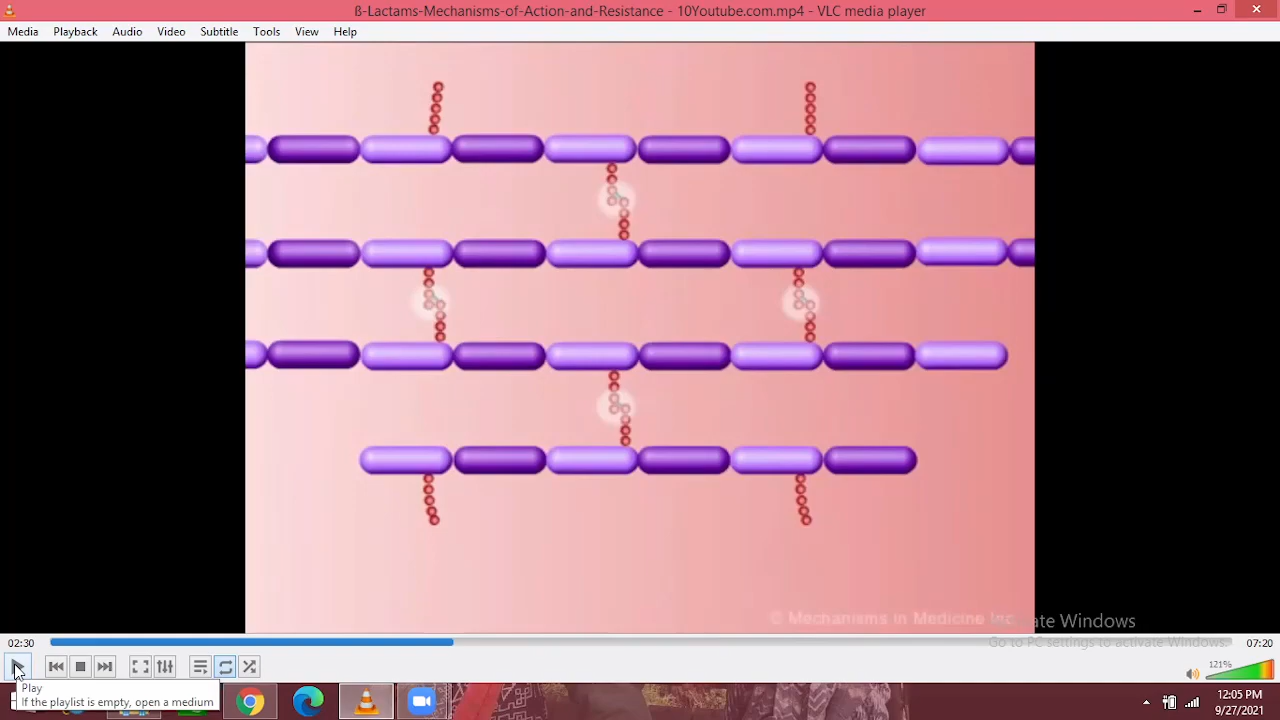 ß-Lactams-Mechanisms-of-Action-and-Resistance - 10Youtube.com.mp4 - VLC media player
Media Playback Audio Video Subtitle Tools View Help
© Mechanisms in Medicine Inc.
ate Windows
Go to PC settings to activate Windows.
02:30
07:20
121%
Play
If the playlist is empty, open a medium
12:05 PM
9/27/2021